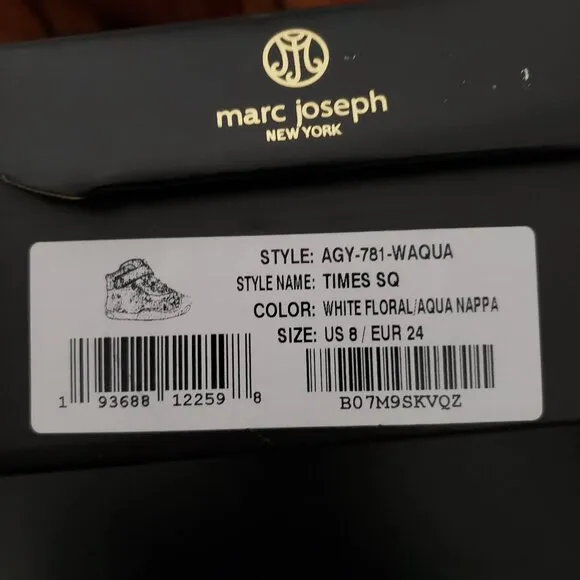 marc joseph
NEW YORK
STYLE: AGY-781-WAQUA
STYLE NAME: TIMES SQ
COLOR: WHITE FLORAL/AQUA NAPPA
SIZE: US 8 / EUR 24
1 93688 12259 8
B07M9SKVQZ